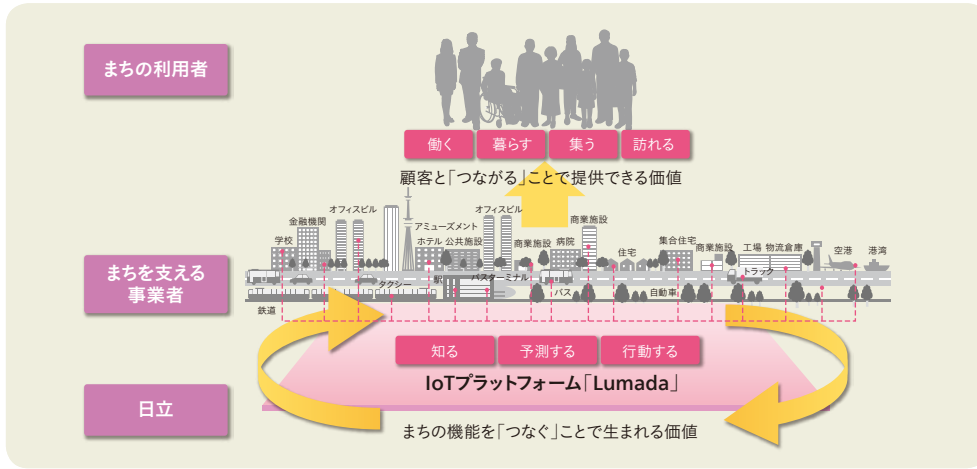 まちの利用者
働く
暮らす
集う
訪れる
顧客と「つながる」ことで提供できる価値
オフィスビル
オフィスビル
金融機関
アミューズメント
商業施設
学校
ホテル
公共施設
商業施設
病院
住宅
集合住宅
商業施設
工場
物流倉庫
空港
港湾
まちを支える
事業者
タクシー
駅
バスターミナル
バス
自動車
トラック
鉄道
知る
予測する
行動する
IoTプラットフォーム「Lumada」
日立
まちの機能を「つなぐ」ことで生まれる価値